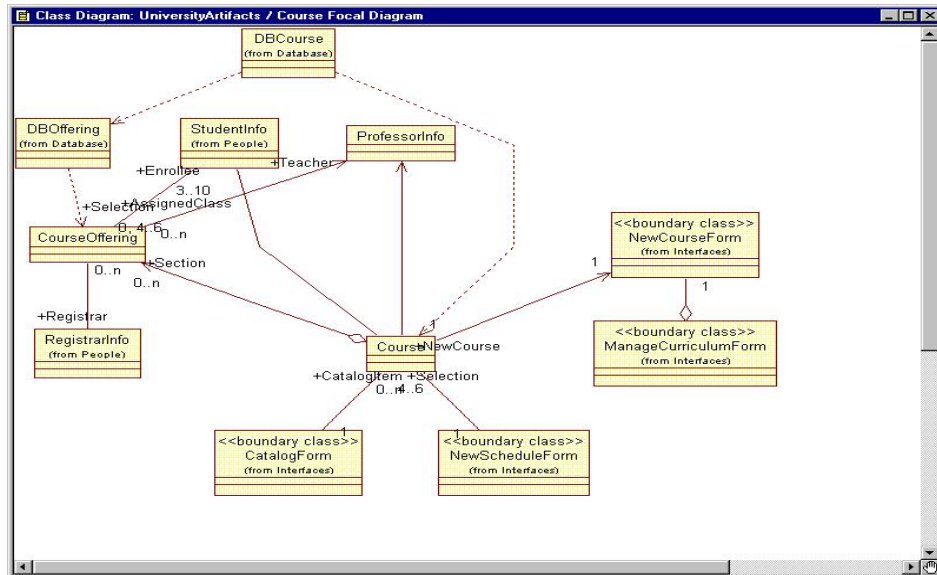 Class Diagram: UniversityArtifacts / Course Focal Diagram
DBCourse
(from Database)
DBOffering
(from Database)
StudentInfo
(from People)
ProfessorInfo
+Enrollee
+Teacher
3..10
+Selection
+AssignedClass
0, 4..6
0..n
CourseOffering
<<boundary class>>
NewCourseForm
(from Interfaces)
0..n
+Section
0..n
1
1
+Registrar
RegistrarInfo
(from People)
1
Course
+NewCourse
<<boundary class>>
ManageCurriculumForm
(from Interfaces)
+CatalogItem
+Selection
0..n
4..6
1
1
<<boundary class>>
CatalogForm
(from Interfaces)
<<boundary class>>
NewScheduleForm
(from Interfaces)